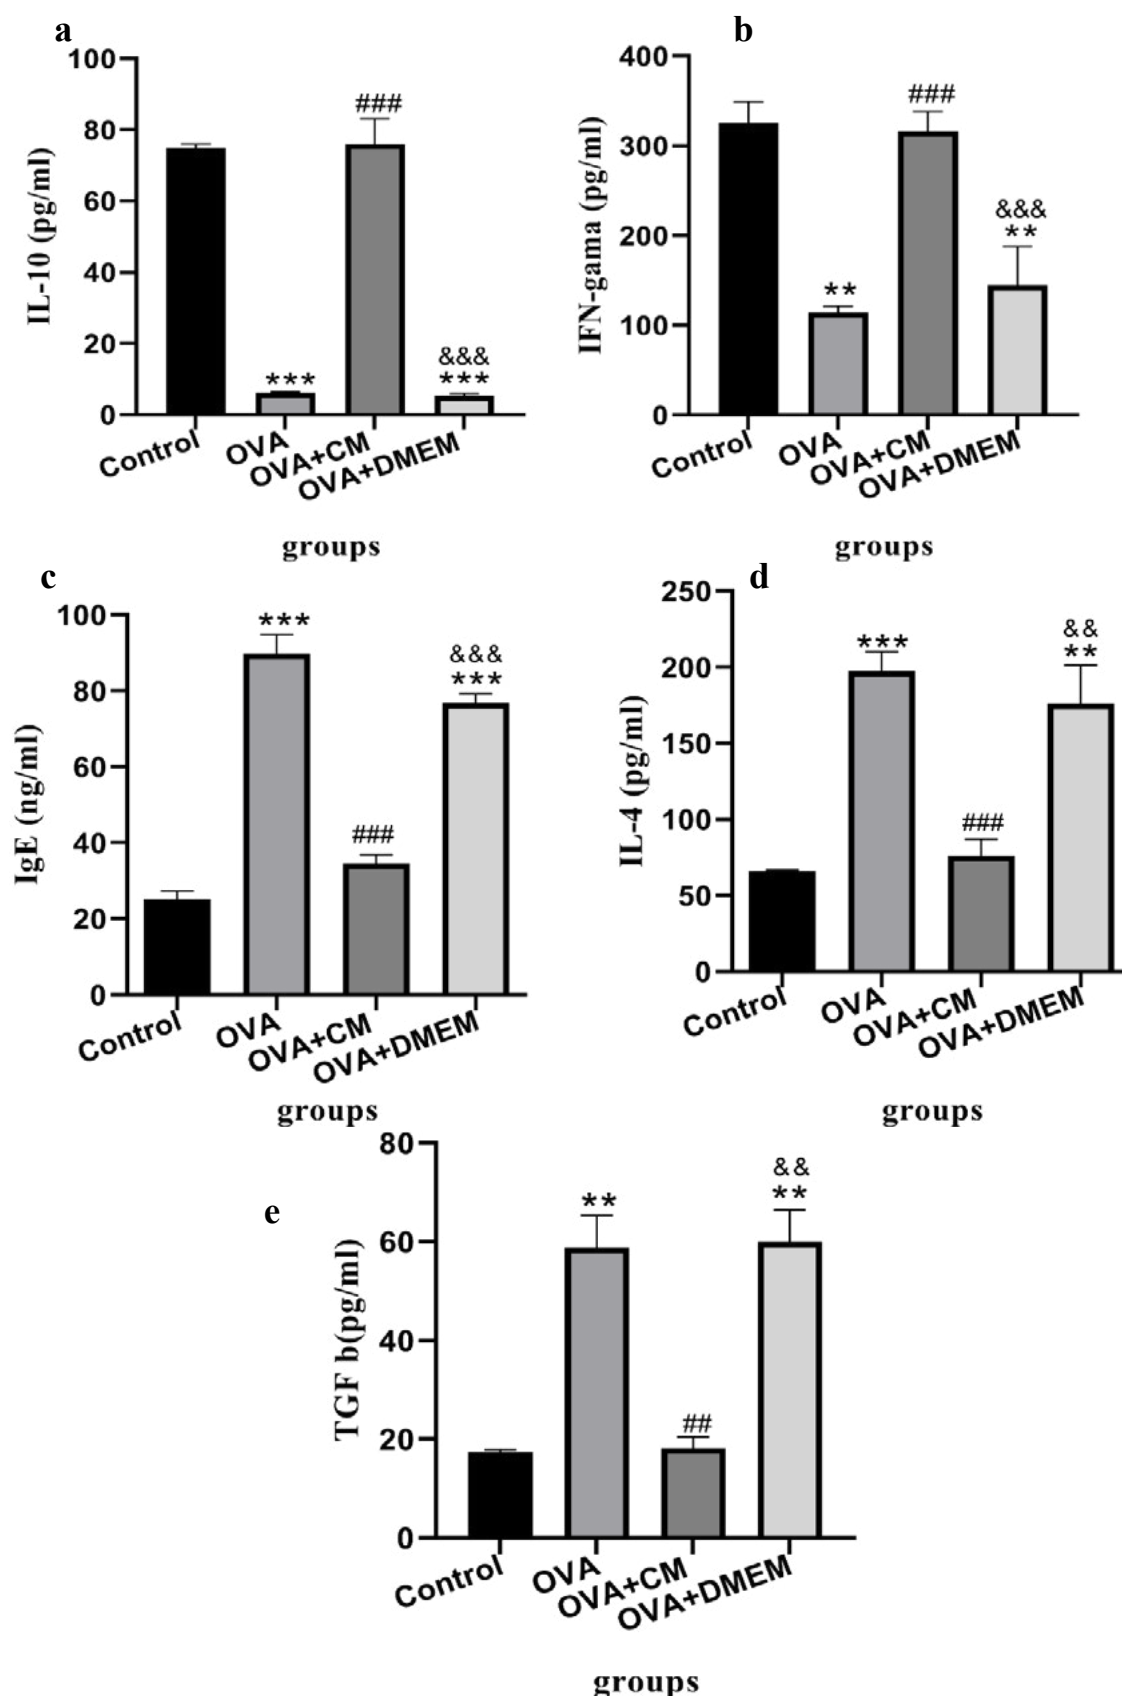 a
100
80
60
40
20
0
IL-10 (pg/ml)
***
###
&&&
***
Control
OVA
OVA+CM
OVA+DMEM
groups
b
400
300
200
100
0
IFN-gama (pg/ml)
**
###
&&&
**
Control
OVA
OVA+CM
OVA+DMEM
groups
c
100
80
60
40
20
0
IgE (ng/ml)
***
###
&&&
***
Control
OVA
OVA+CM
OVA+DMEM
groups
d
250
200
150
100
50
0
IL-4 (pg/ml)
***
###
&&
**
Control
OVA
OVA+CM
OVA+DMEM
groups
e
80
60
40
20
0
TGF b(pg/ml)
**
##
&&
**
Control
OVA
OVA+CM
OVA+DMEM
groups